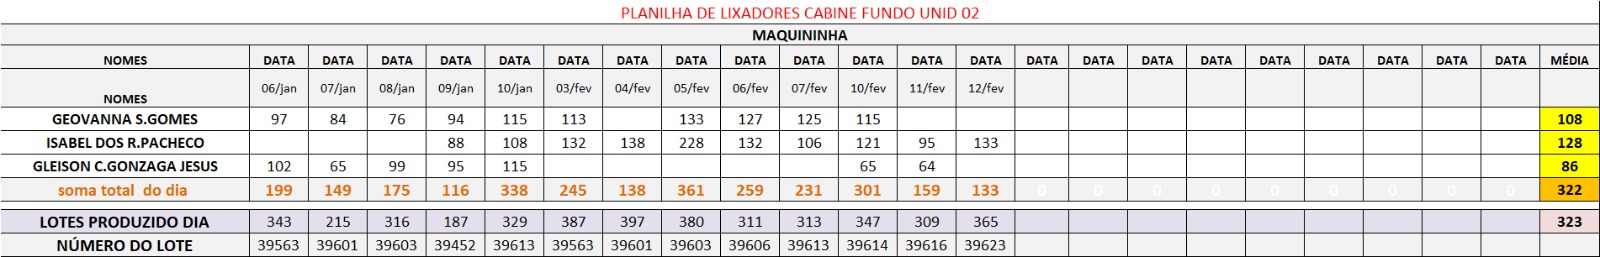 PLANILHA DE LIXADORES CABINE FUNDO UNID 02
MAQUININHA
NOMES DATA DATA DATA DATA DATA DATA DATA DATA DATA DATA DATA DATA DATA DATA DATA DATA DATA DATA DATA DATA DATA DATA MÉDIA
NOMES 06/jan 07/jan 08/jan 09/jan 10/jan 03/fev 04/fev 05/fev 06/fev 07/fev 10/fev 11/fev 12/fev
GEOVANNA S.GOMES 97 84 76 94 115 113 133 127 125 115 108
ISABEL DOS R.PACHECO 88 108 132 138 228 132 106 121 95 133 128
GLEISON C.GONZAGA JESUS 102 65 99 95 115 65 64 86
soma total do dia 199 149 175 116 338 245 138 361 259 231 301 159 133 0 0 0 0 0 0 0 0 0 322
LOTES PRODUZIDO DIA 343 215 316 187 329 387 397 380 311 313 347 309 365 323
NÚMERO DO LOTE 39563 39601 39603 39452 39613 39563 39601 39603 39606 39613 39614 39616 39623